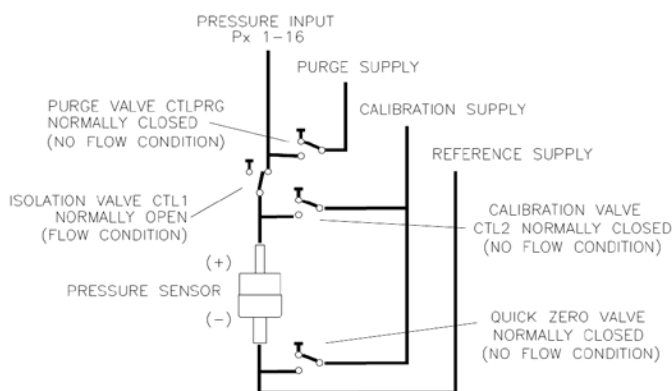 PRESSURE INPUT
Px 1-16
PURGE SUPPLY
PURGE VALVE CTLPRG
NORMALLY CLOSED
(NO FLOW CONDITION)
CALIBRATION SUPPLY
REFERENCE SUPPLY
ISOLATION VALVE CTL1
NORMALLY OPEN
(FLOW CONDITION)
CALIBRATION VALVE
CTL2 NORMALLY CLOSED
(NO FLOW CONDITION)
(+)
PRESSURE SENSOR
(-)
QUICK ZERO VALVE
NORMALLY CLOSED
(NO FLOW CONDITION)